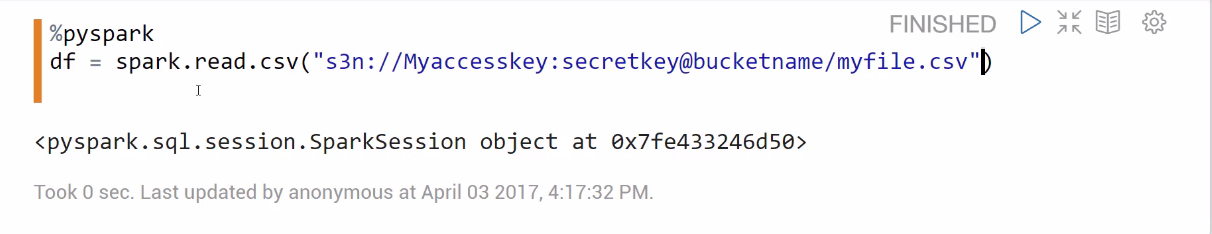 FINISHED
%pyspark
df = spark.read.csv("s3n://Myaccesskey:secretkey@bucketname/myfile.csv")
<pyspark.sql.session.SparkSession object at 0x7fe433246d50>
Took 0 sec. Last updated by anonymous at April 03 2017, 4:17:32 PM.